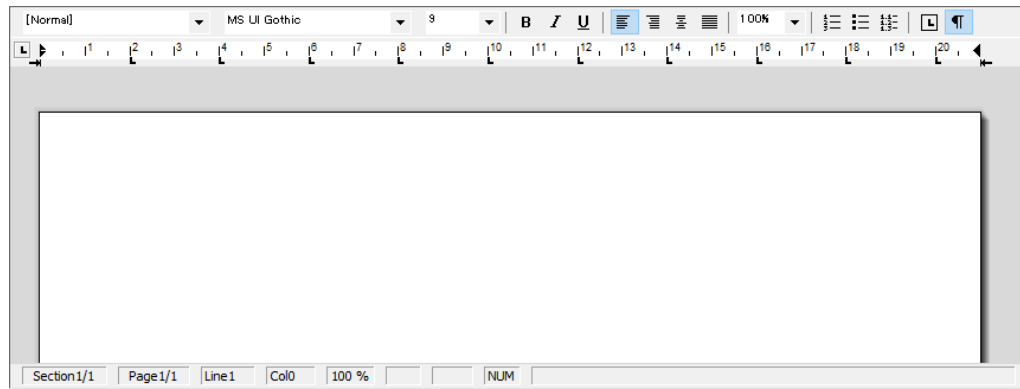 [Normal] MS UI Gothic 9 B I U 100% L ¶
L 1 2 3 4 5 6 7 8 9 10 11 12 13 14 15 16 17 18 19 20
Section1/1 Page1/1 Line1 Col0 100 % NUM